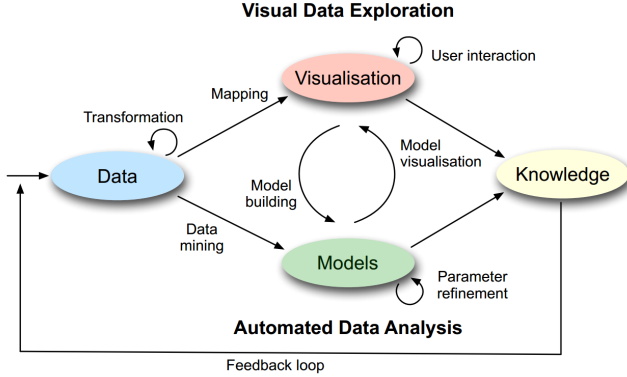 Visual Data Exploration
User interaction
Visualisation
Mapping
Transformation
Model
visualisation
Data
Knowledge
Model
building
Data
mining
Models
Parameter
refinement
Automated Data Analysis
Feedback loop